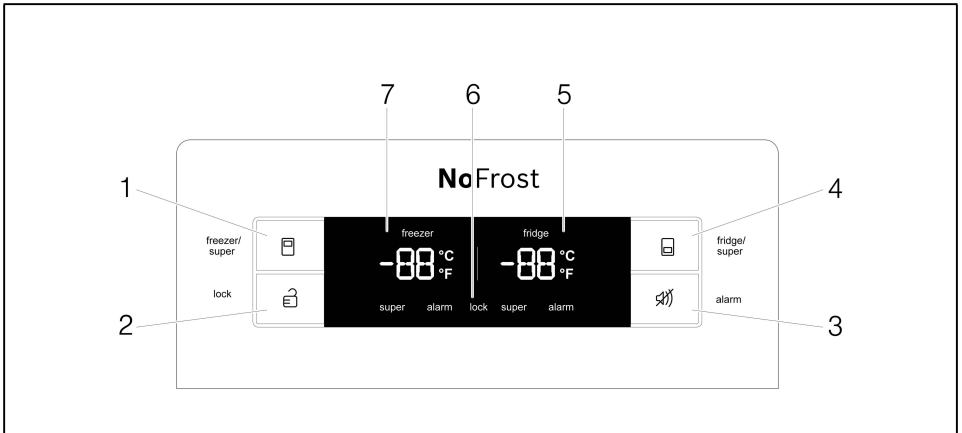 7 6 5
NoFrost
1 4
freezer/
super
freezer fridge
fridge/
super
-88 °C °F -88 °C °F
lock
super alarm lock super alarm
alarm
2 3